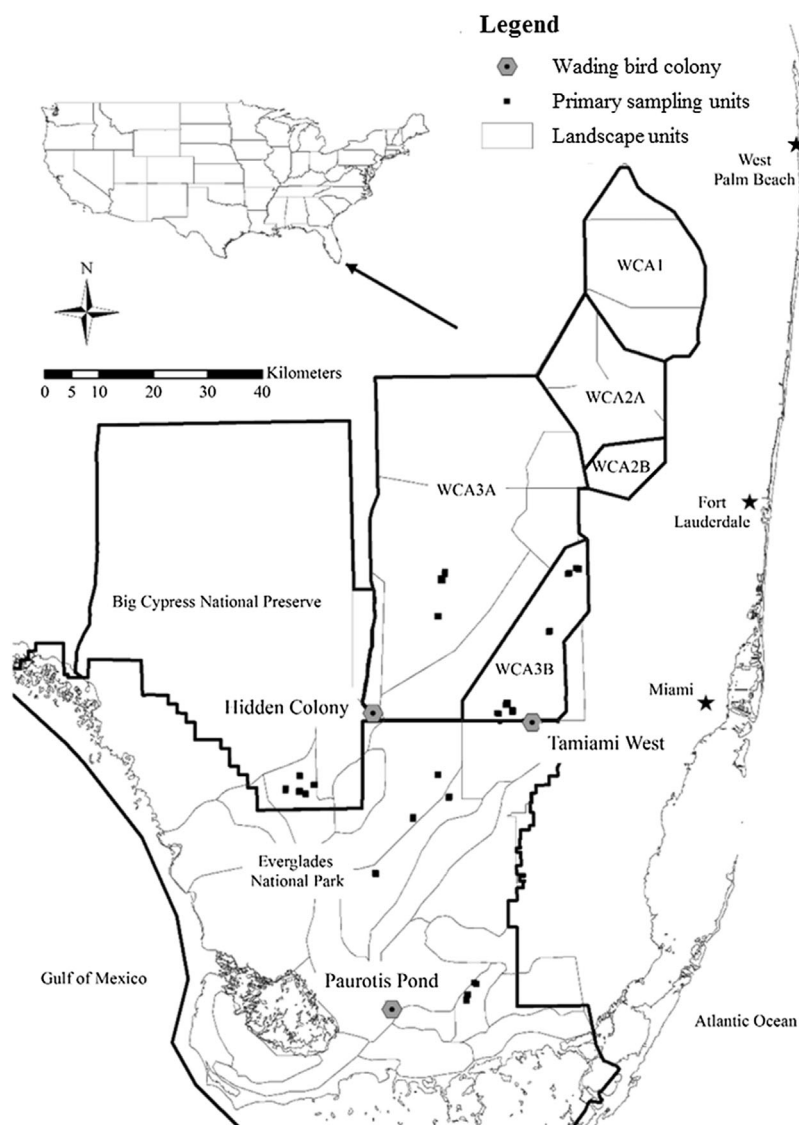 Legend
Wading bird colony
Primary sampling units
Landscape units
West
Palm Beach
WCA1
N
Kilometers
0 5 10 20 30 40
WCA2A
WCA2B
WCA3A
Fort
Lauderdale
Big Cypress National Preserve
WCA3B
Miami
Hidden Colony
Tamiami West
Everglades
National Park
Paurotis Pond
Gulf of Mexico
Atlantic Ocean